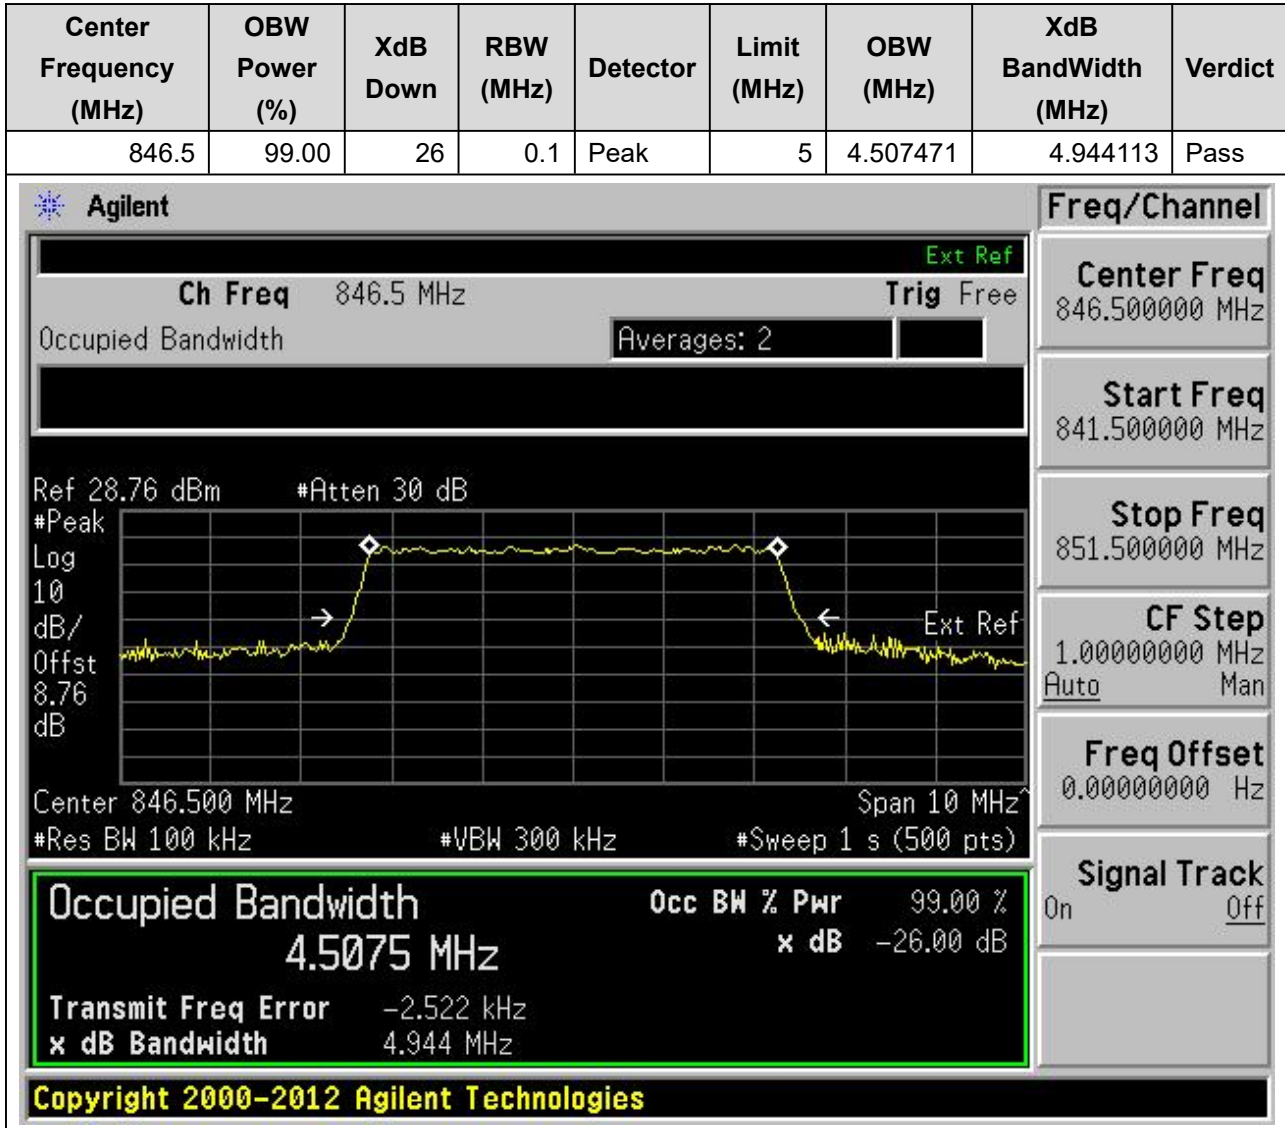 Center Frequency (MHz) OBW Power (%) XdB Down RBW (MHz) Detector Limit (MHz) OBW (MHz) XdB BandWidth (MHz) Verdict
846.5 99.00 26 0.1 Peak 5 4.507471 4.944113 Pass
Agilent
Ext Ref
Ch Freq 846.5 MHz Trig Free
Occupied Bandwidth Averages: 2
Ref 28.76 dBm #Atten 30 dB
#Peak
Log
10
dB/
Offst
8.76
dB
Ext Ref
Center 846.500 MHz Span 10 MHz^
#Res BW 100 kHz #VBW 300 kHz #Sweep 1 s (500 pts)
Occupied Bandwidth Occ BW % Pwr 99.00 %
4.5075 MHz x dB -26.00 dB
Transmit Freq Error -2.522 kHz
x dB Bandwidth 4.944 MHz
Copyright 2000-2012 Agilent Technologies
Freq/Channel
Center Freq
846.500000 MHz
Start Freq
841.500000 MHz
Stop Freq
851.500000 MHz
CF Step
1.00000000 MHz
Auto Man
Freq Offset
0.00000000 Hz
Signal Track
On Off